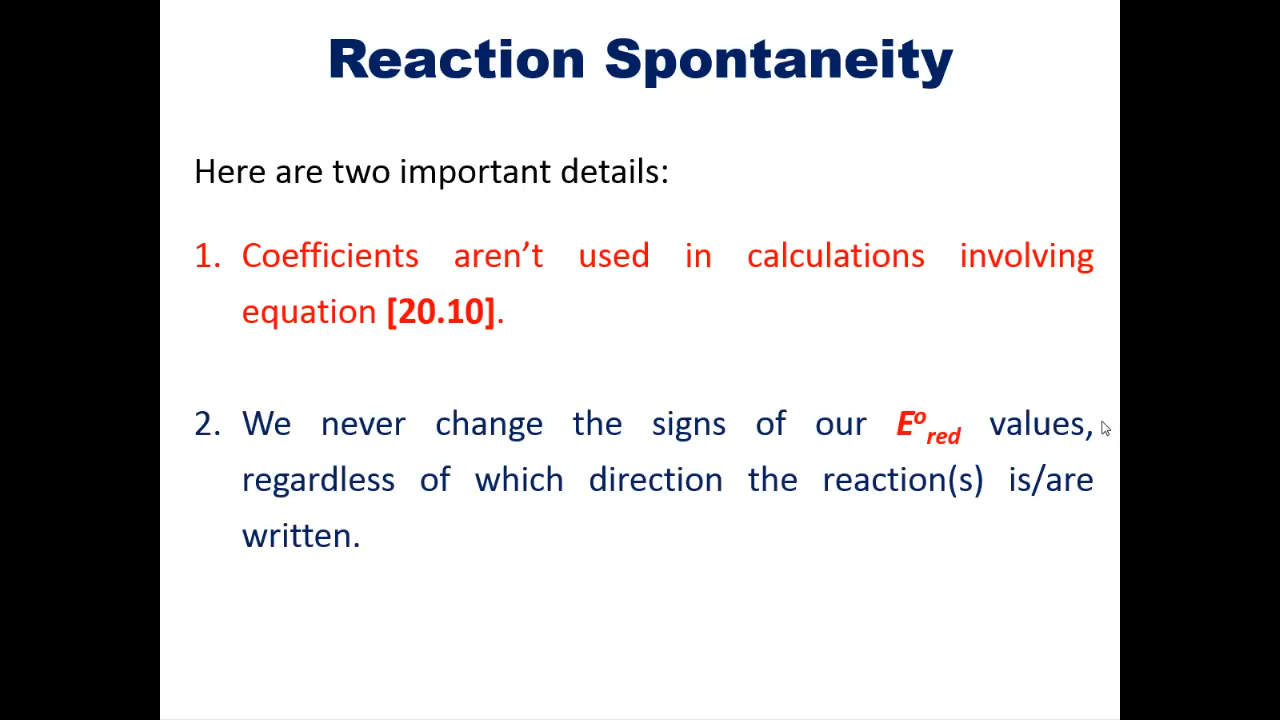 Reaction Spontaneity
Here are two important details:
1. Coefficients aren’t used in calculations involving
equation [20.10].
2. We never change the signs of our E°red values,
regardless of which direction the reaction(s) is/are
written.